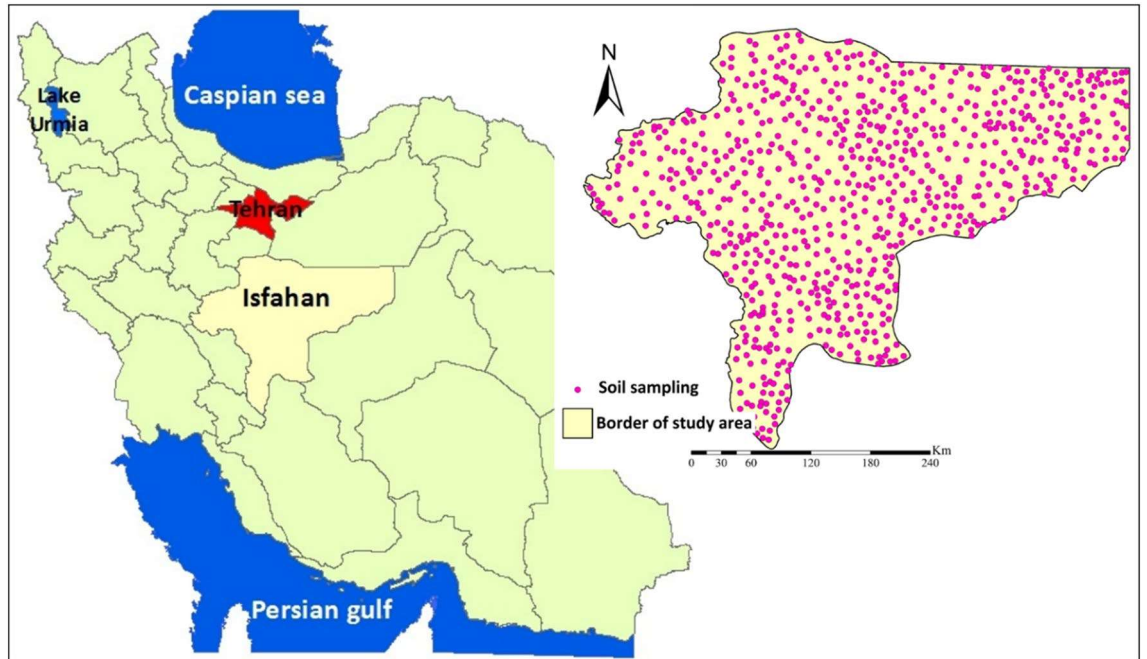 Lake
Urmia
Caspian sea
Tehran
Isfahan
Persian gulf
N
Soil sampling
Border of study area
Km
0 30 60 120 180 240